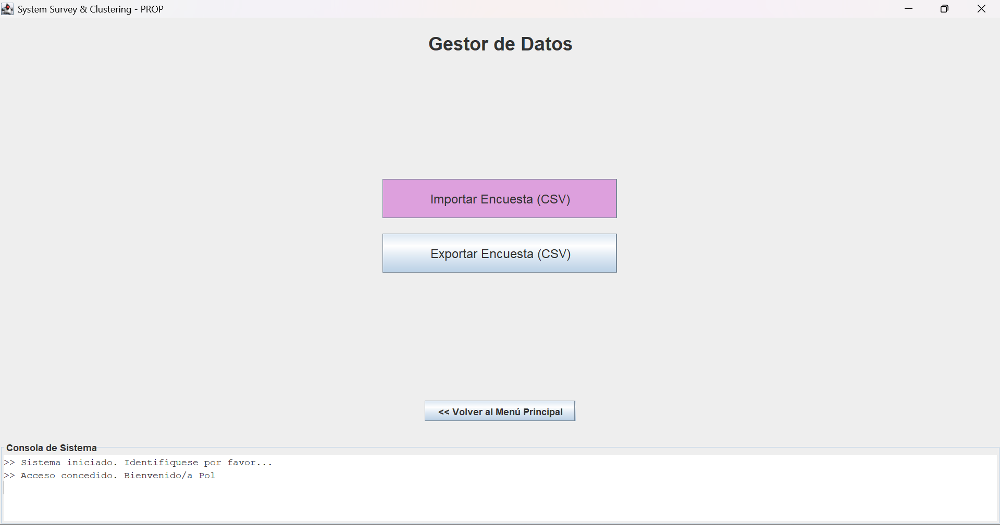 System Survey & Clustering - PROP
Gestor de Datos
Importar Encuesta (CSV)
Exportar Encuesta (CSV)
<< Volver al Menú Principal
Consola de Sistema
>> Sistema iniciado. Identifíquese por favor...
>> Acceso concedido. Bienvenido/a Pol